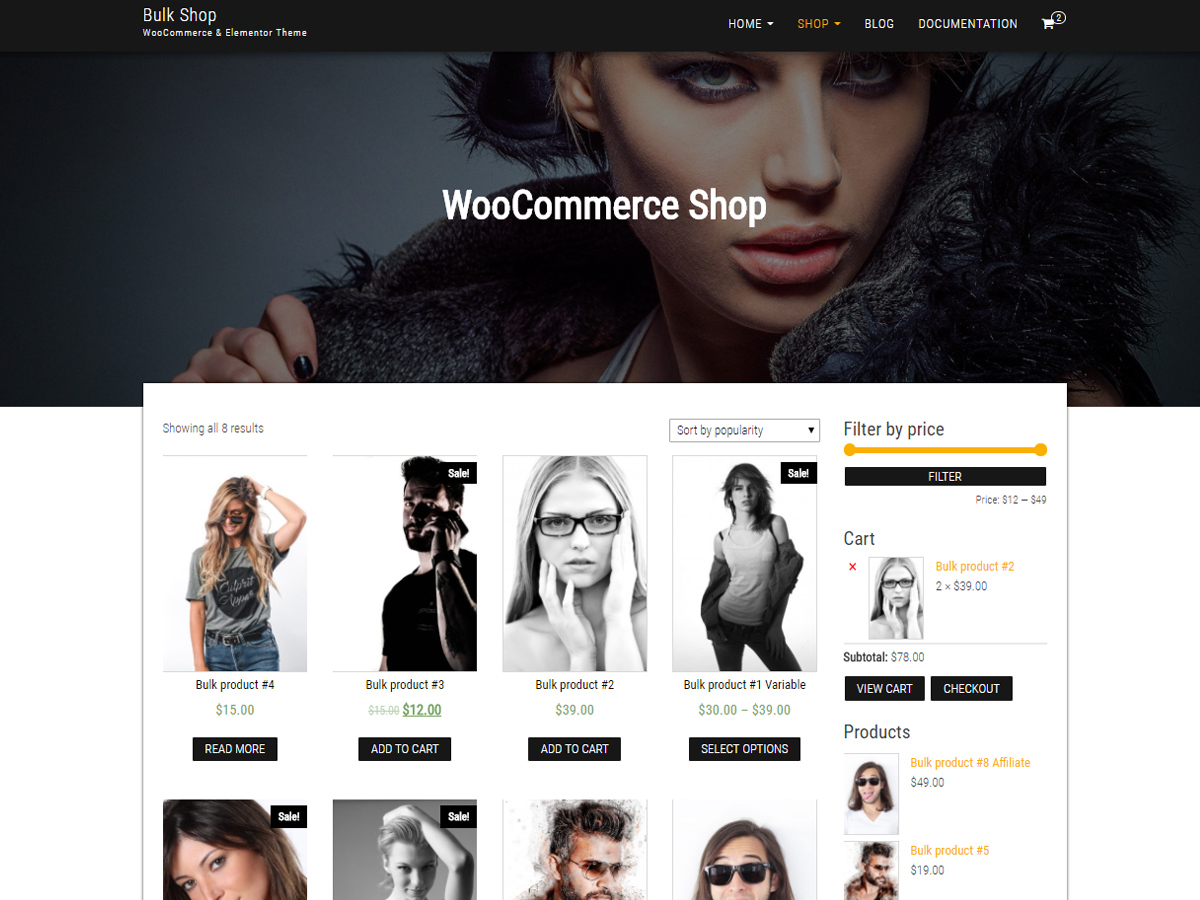 Bulk Shop
WooCommerce & Elementor Theme
HOME
SHOP
BLOG
DOCUMENTATION
2
WooCommerce Shop
Showing all 8 results
Sort by popularity
Sale!
Sale!
Bulk product #4
Bulk product #3
Bulk product #2
Bulk product #1 Variable
$15.00
$15.00 $12.00
$39.00
$30.00 – $39.00
READ MORE
ADD TO CART
ADD TO CART
SELECT OPTIONS
Sale!
Sale!
Filter by price
FILTER
Price: $12 — $49
Cart
× Bulk product #2
2 × $39.00
Subtotal: $78.00
VIEW CART
CHECKOUT
Products
Bulk product #8 Affiliate
$49.00
Bulk product #5
$19.00